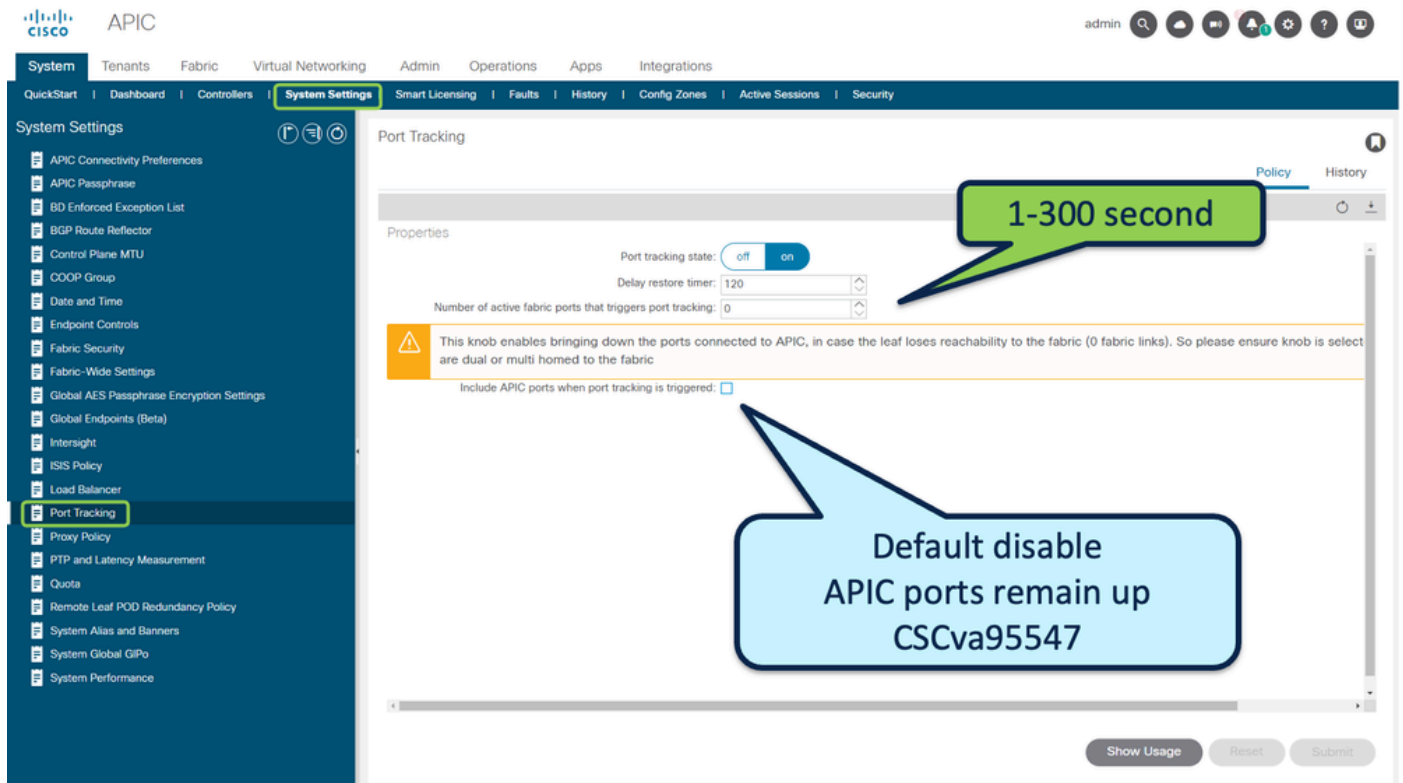 CISCO
APIC
admin
System Tenants Fabric Virtual Networking Admin Operations Apps Integrations
QuickStart | Dashboard | Controllers | System Settings | Smart Licensing | Faults | History | Config Zones | Active Sessions | Security
System Settings
APIC Connectivity Preferences
APIC Passphrase
BD Enforced Exception List
BGP Route Reflector
Control Plane MTU
COOP Group
Date and Time
Endpoint Controls
Fabric Security
Fabric-Wide Settings
Global AES Passphrase Encryption Settings
Global Endpoints (Beta)
Intersight
ISIS Policy
Load Balancer
Port Tracking
Proxy Policy
PTP and Latency Measurement
Quota
Remote Leaf POD Redundancy Policy
System Alias and Banners
System Global GIPo
System Performance
Port Tracking
Policy History
1-300 second
Properties
Port tracking state: off on
Delay restore timer: 120
Number of active fabric ports that triggers port tracking: 0
This knob enables bringing down the ports connected to APIC, in case the leaf loses reachability to the fabric (0 fabric links). So please ensure knob is select
are dual or multi homed to the fabric
Include APIC ports when port tracking is triggered:
Default disable
APIC ports remain up
CSCva95547
Show Usage Reset Submit